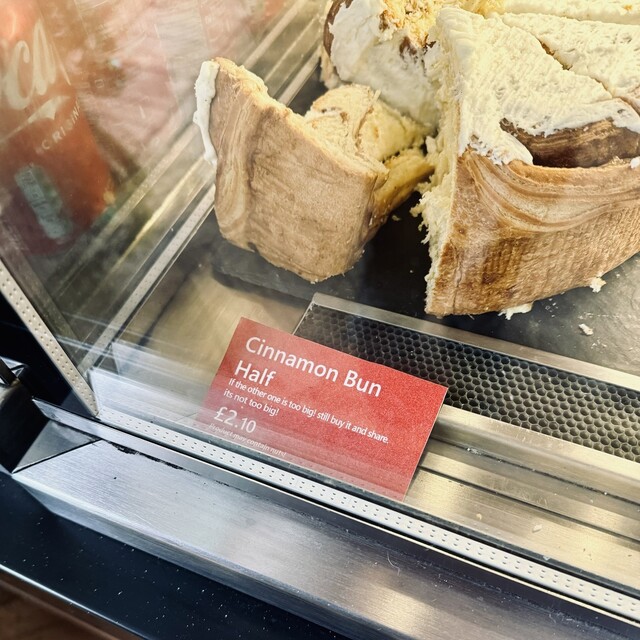 Cinnamon Bun
Half
If the other one is too big! still buy it and share.
its not too big!
£2.10